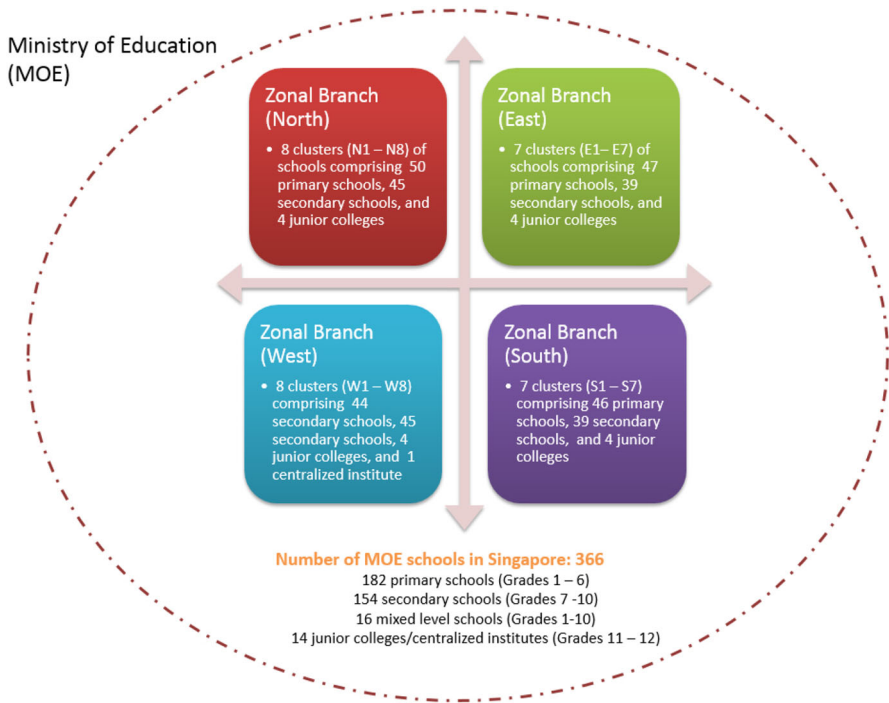 Ministry of Education
(MOE)
Zonal Branch
(North)
• 8 clusters (N1 – N8) of
schools comprising 50
primary schools, 45
secondary schools, and
4 junior colleges
Zonal Branch
(East)
• 7 clusters (E1– E7) of
schools comprising 47
primary schools, 39
secondary schools, and
4 junior colleges
Zonal Branch
(West)
• 8 clusters (W1 – W8)
comprising 44
secondary schools, 45
secondary schools, 4
junior colleges, and 1
centralized institute
Zonal Branch
(South)
• 7 clusters (S1 – S7)
comprising 46 primary
schools, 39 secondary
schools, and 4 junior
colleges
Number of MOE schools in Singapore: 366
182 primary schools (Grades 1 – 6)
154 secondary schools (Grades 7 -10)
16 mixed level schools (Grades 1-10)
14 junior colleges/centralized institutes (Grades 11 – 12)